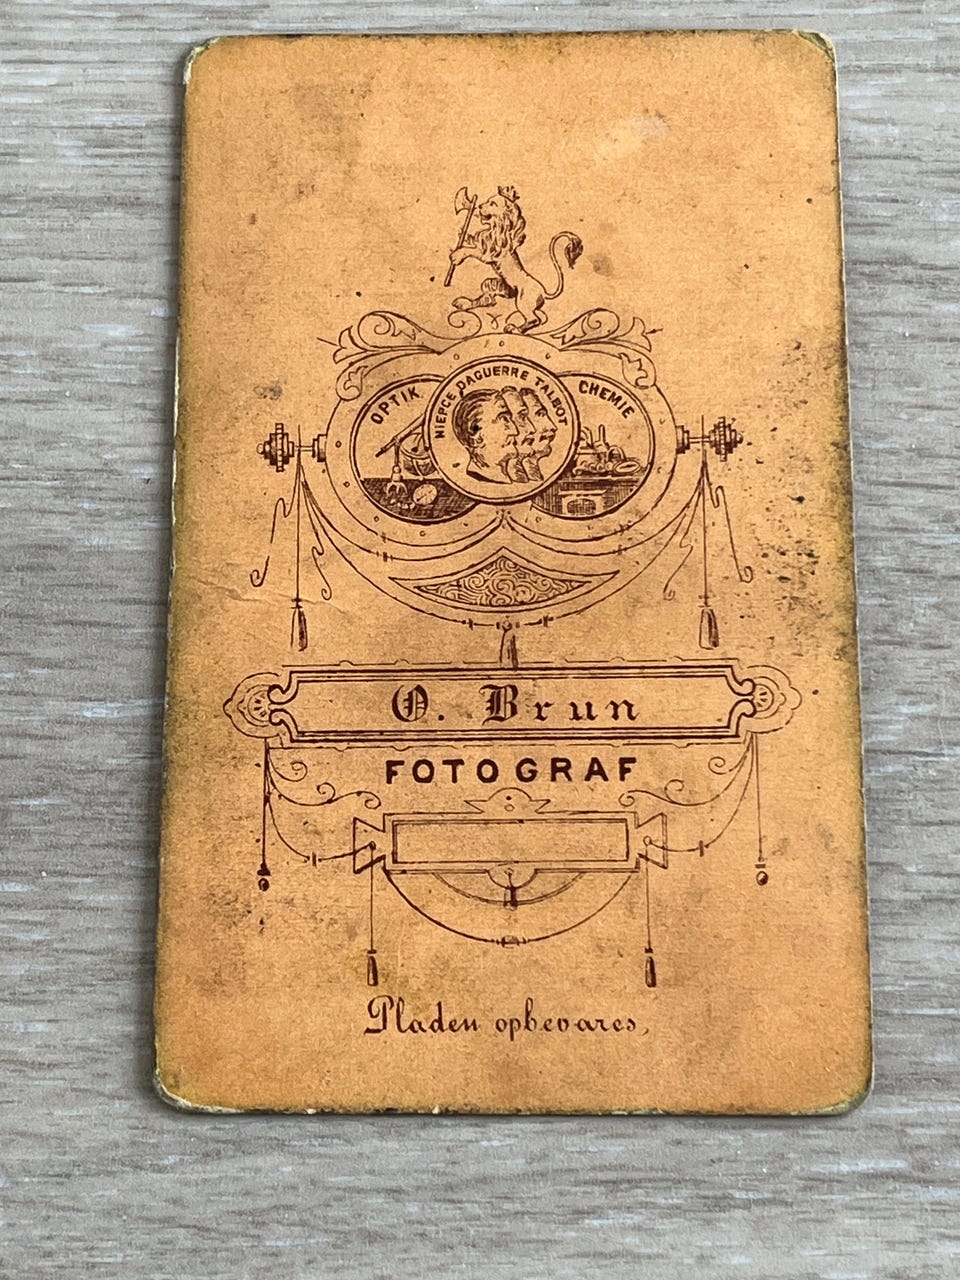 OPTIK
NIEPCE DAGUERRE TALBOT
CHEMIE
O. Brun
FOTOGRAF
Pladen opbevares,